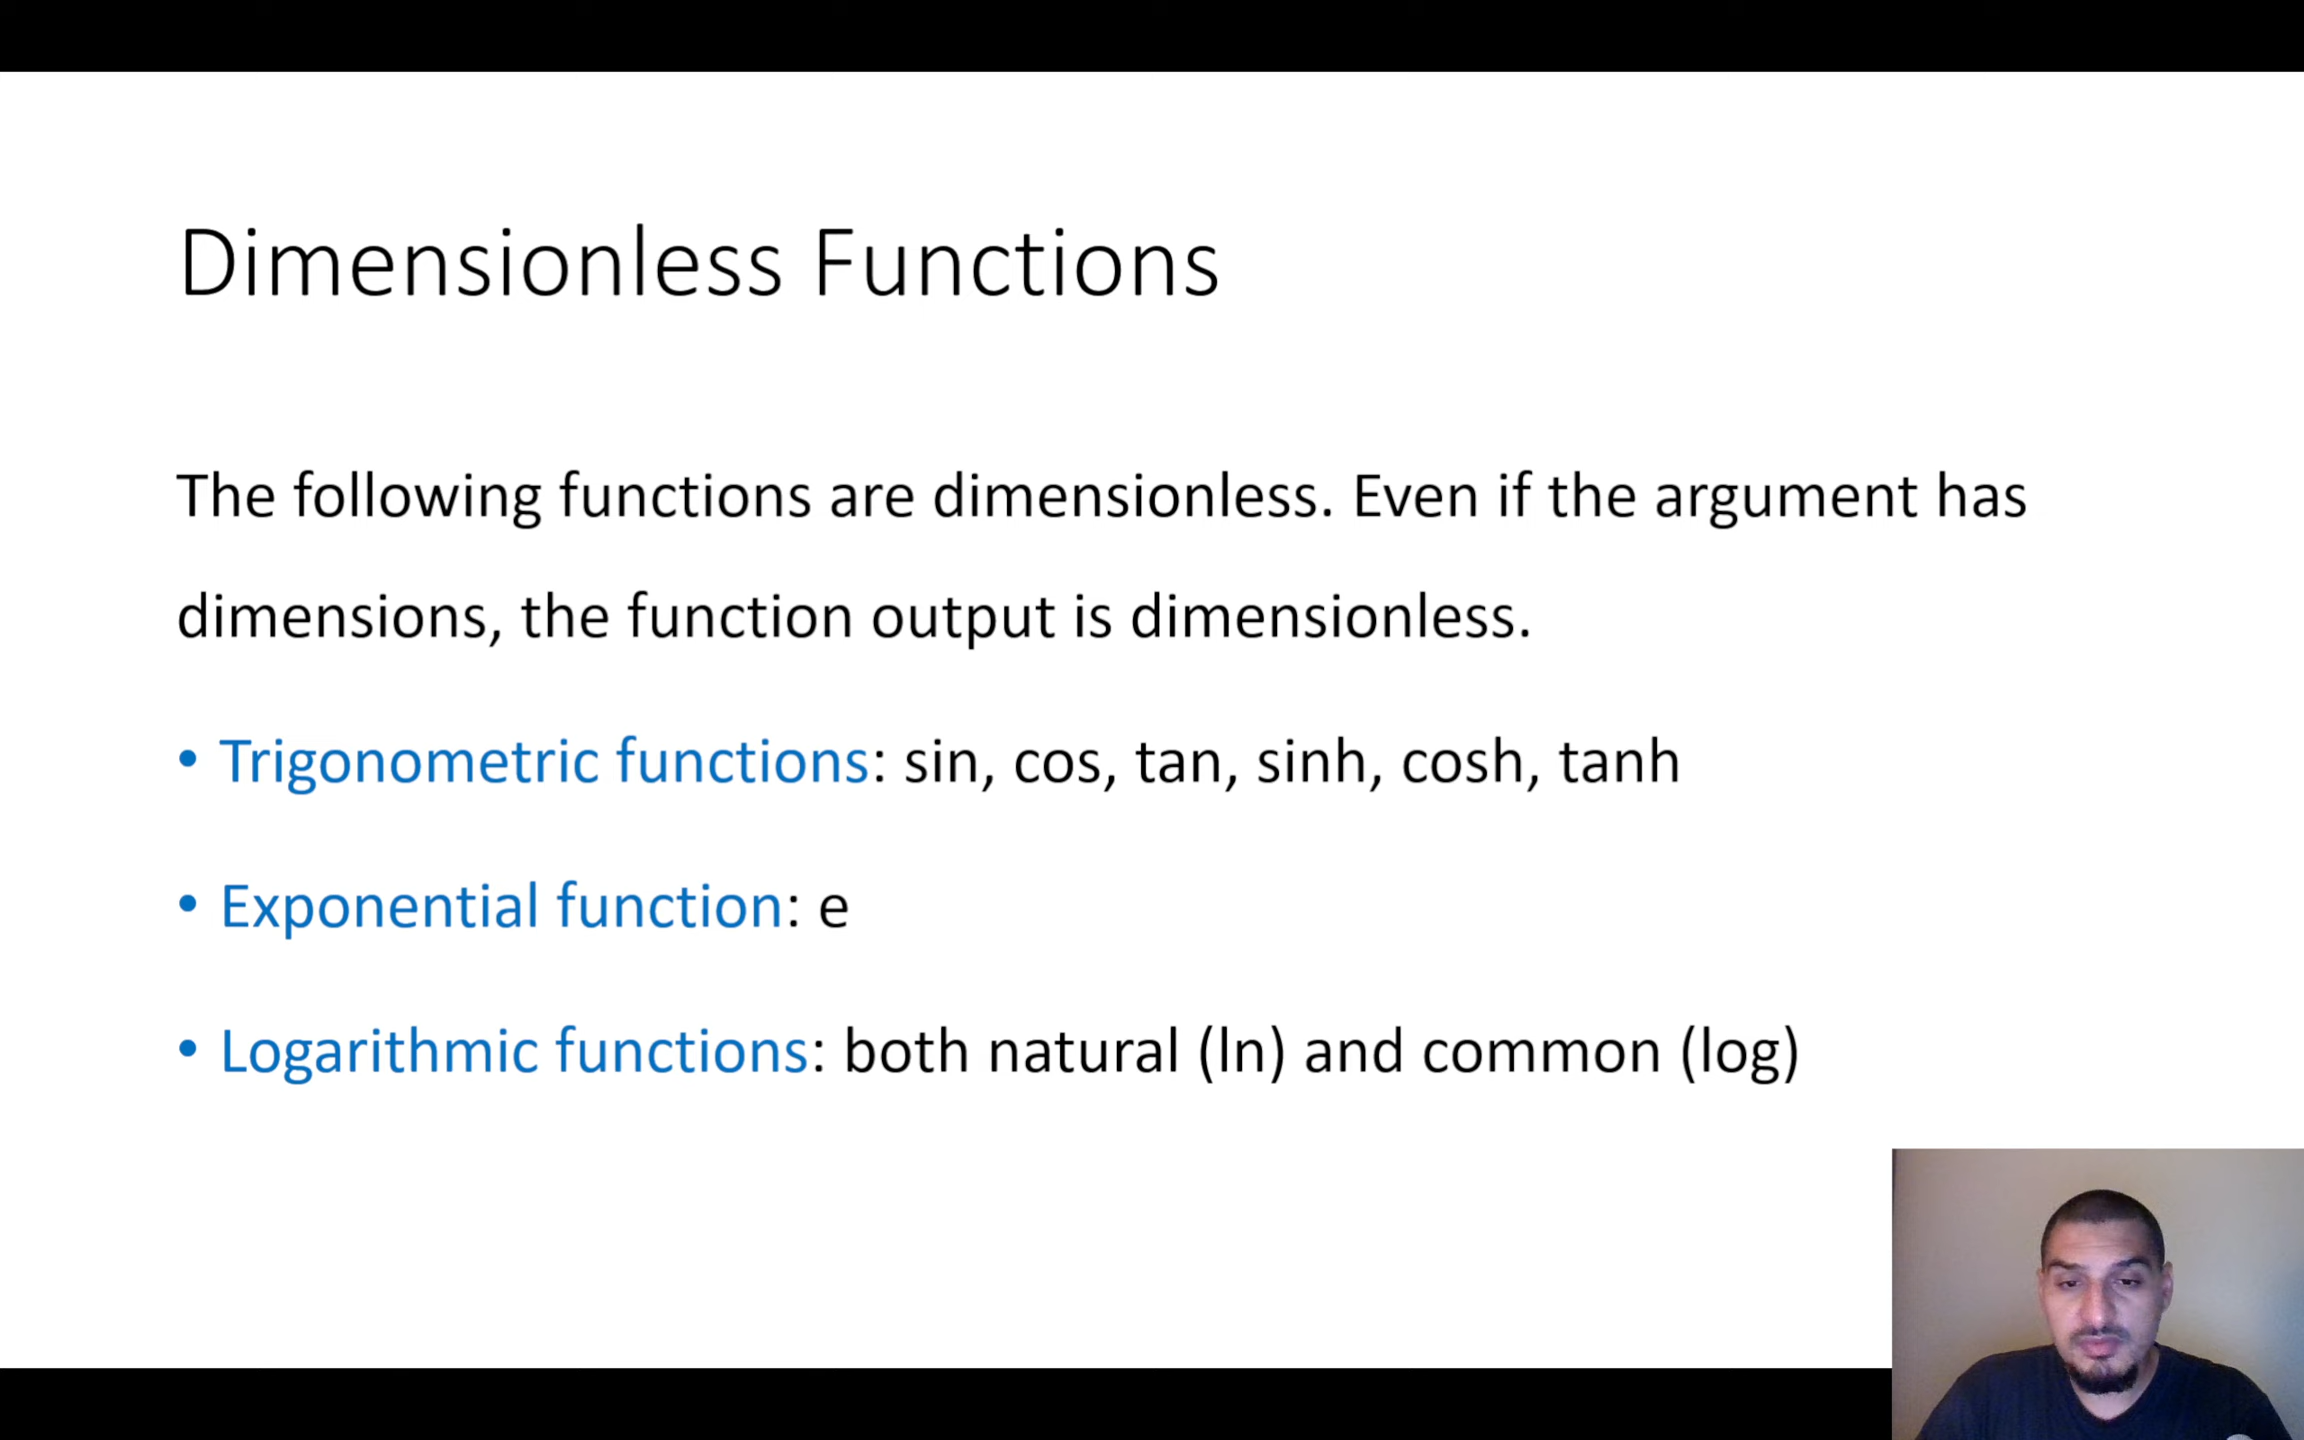 Dimensionless Functions
The following functions are dimensionless. Even if the argument has
dimensions, the function output is dimensionless.
• Trigonometric functions: sin, cos, tan, sinh, cosh, tanh
• Exponential function: e
• Logarithmic functions: both natural (ln) and common (log)